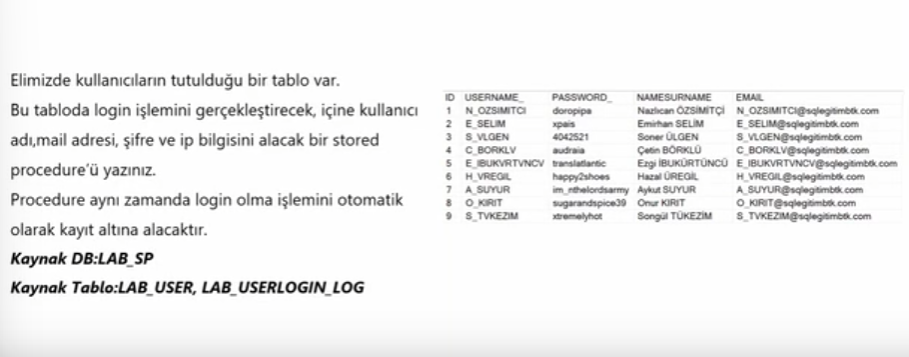 Elimizde kullanıcıların tutulduğu bir tablo var.
Bu tabloda login işlemini gerçekleştirecek, içine kullanıcı
adı,mail adresi, şifre ve ip bilgisini alacak bir stored
procedure'ü yazınız.
Procedure aynı zamanda login olma işlemini otomatik
olarak kayıt altına alacaktır.
Kaynak DB:LAB_SP
Kaynak Tablo:LAB_USER, LAB_USERLOGIN_LOG
ID USERNAME_ PASSWORD_ NAMESURNAME EMAIL
1 N_OZSIMITCI doropipa Nazlıcan ÖZSİMİTÇİ N_OZSIMITCI@sqlegitimbtk.com
2 E_SELIM xpais Emirhan SELİM E_SELIM@sqlegitimbtk.com
3 S_VLGEN 4042521 Soner ÜLGEN S_VLGEN@sqlegitimbtk.com
4 C_BORKLV audraia Çetin BÖRKLÜ C_BORKLV@sqlegitimbtk.com
5 E_IBUKVRTVNCV translatlantic Ezgi İBUKÜRTÜNCÜ E_IBUKVRTVNCV@sqlegitimbtk.com
6 H_VREGIL happy2shoes Hazal ÜREGİL H_VREGIL@sqlegitimbtk.com
7 A_SUYUR im_nthelordsarmy Aykut SUYUR A_SUYUR@sqlegitimbtk.com
8 O_KIRIT sugarandspice39 Onur KIRIT O_KIRIT@sqlegitimbtk.com
9 S_TVKEZIM xtremelyhot Songül TÜKEZİM S_TVKEZIM@sqlegitimbtk.com